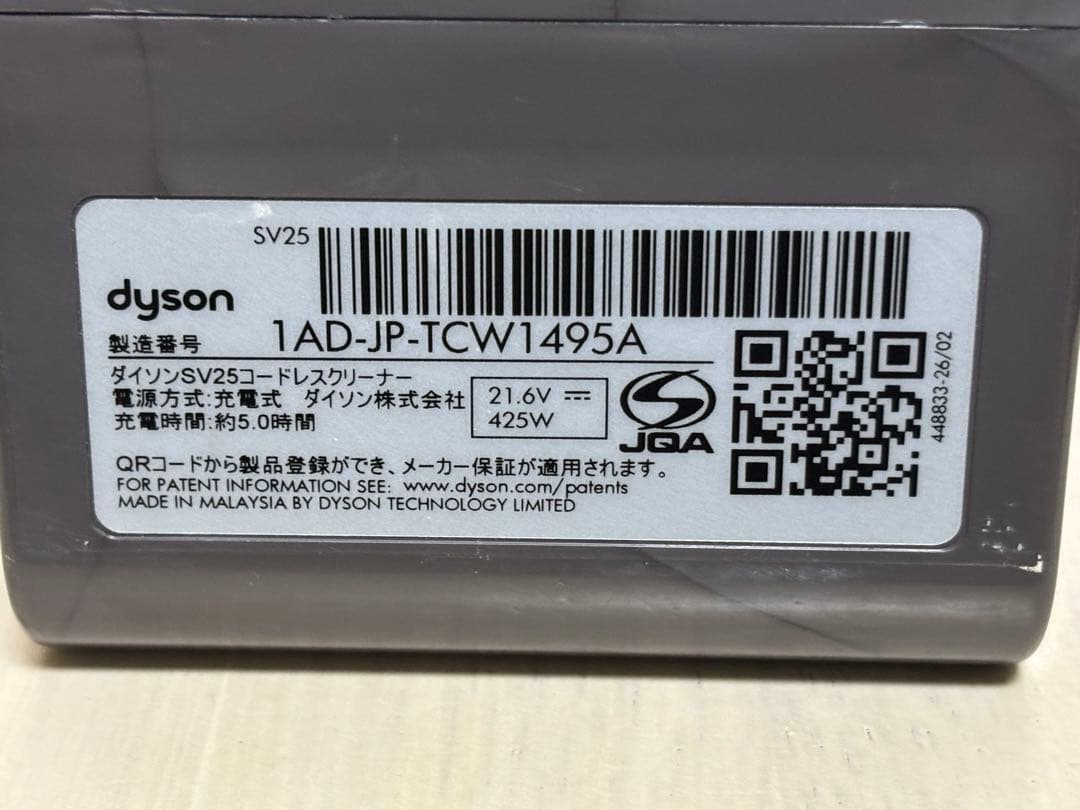 SV25
dyson
製造番号 1AD-JP-TCW1495A
ダイソンSV25コードレスクリーナー
電源方式:充電式 ダイソン株式会社
充電時間:約5.0時間
21.6V ⎓
425W
JQA
448833-26/02
QRコードから製品登録ができ、メーカー保証が適用されます。
FOR PATENT INFORMATION SEE: www.dyson.com/patents
MADE IN MALAYSIA BY DYSON TECHNOLOGY LIMITED